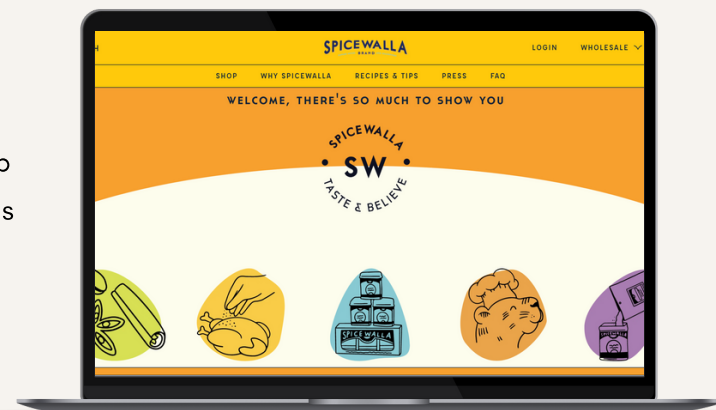 SPICEWALLA
BRAND
LOGIN
WHOLESALE
SHOP
WHY SPICEWALLA
RECIPES & TIPS
PRESS
FAQ
WELCOME, THERE'S SO MUCH TO SHOW YOU
SPICEWALLA
• SW •
TASTE & BELIEVE
SPICEWALLA